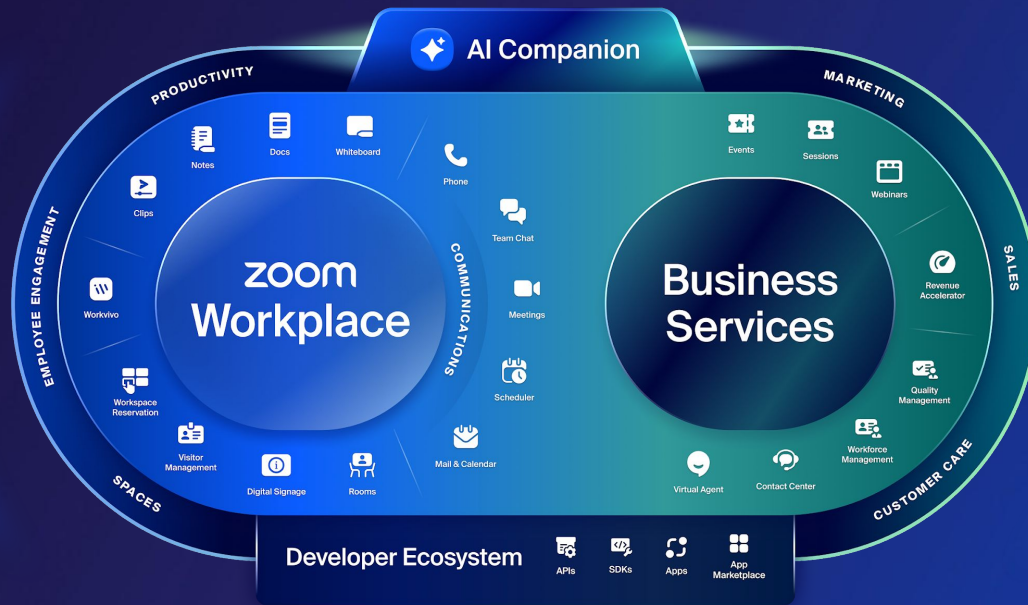 AI Companion
PRODUCTIVITY
MARKETING
Notes
Docs
Whiteboard
Clips
Phone
Team Chat
Meetings
Scheduler
Mail & Calendar
COMMUNICATIONS
EMPLOYEE ENGAGEMENT
Workvivo
zoom
Workplace
Workspace
Reservation
Visitor
Management
Digital Signage
Rooms
SPACES
Events
Sessions
Webinars
SALES
Revenue
Accelerator
Business
Services
Quality
Management
Workforce
Management
Contact Center
Virtual Agent
CUSTOMER CARE
Developer Ecosystem
APIs
SDKs
Apps
App
Marketplace